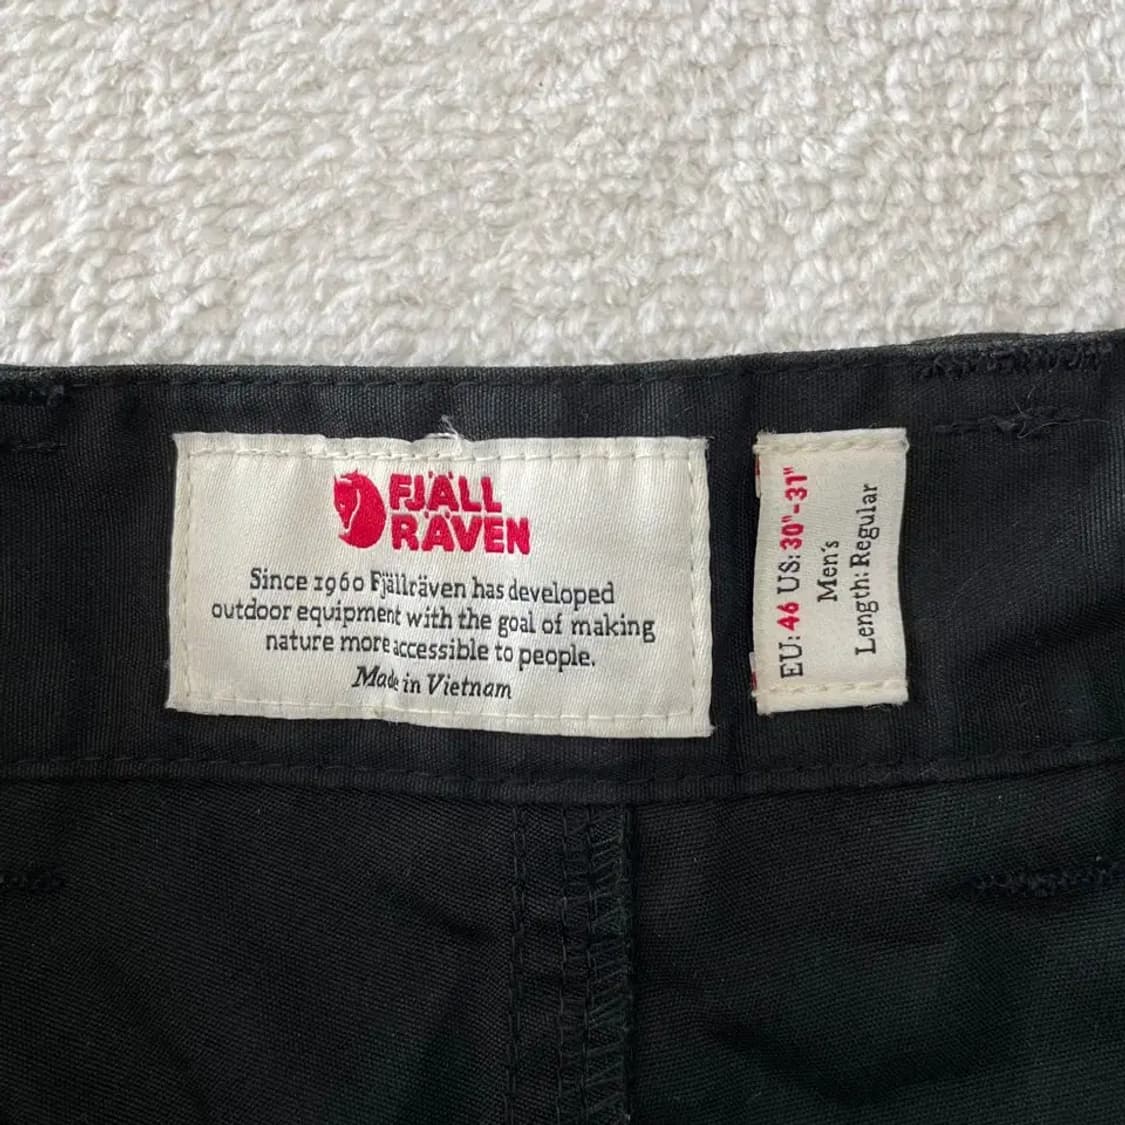 FJÄLL
RÄVEN
Since 1960 Fjällräven has developed
outdoor equipment with the goal of making
nature more accessible to people.
Made in Vietnam
EU: 46 US: 30"-31"
Men's
Length: Regular